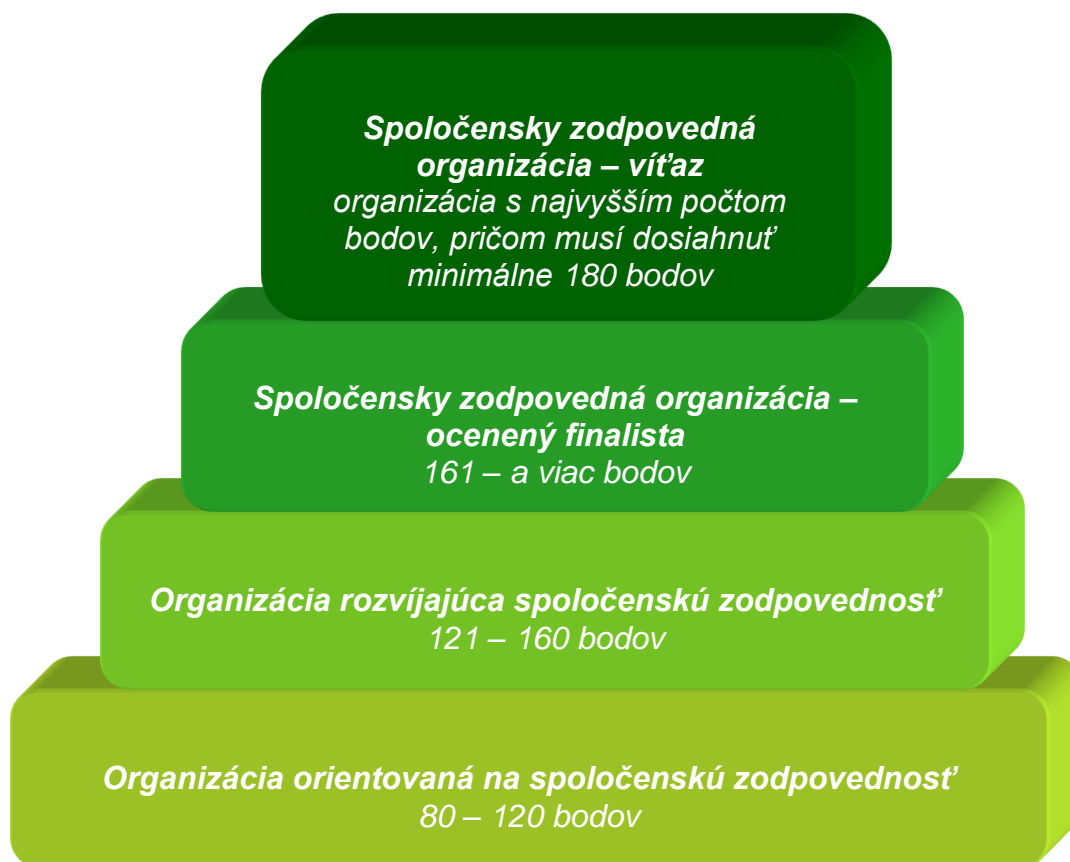 Spoločensky zodpovedná
organizácia – víťaz
organizácia s najvyšším počtom
bodov, pričom musí dosiahnuť
minimálne 180 bodov
Spoločensky zodpovedná organizácia –
ocenený finalista
161 – a viac bodov
Organizácia rozvíjajúca spoločenskú zodpovednosť
121 – 160 bodov
Organizácia orientovaná na spoločenskú zodpovednosť
80 – 120 bodov